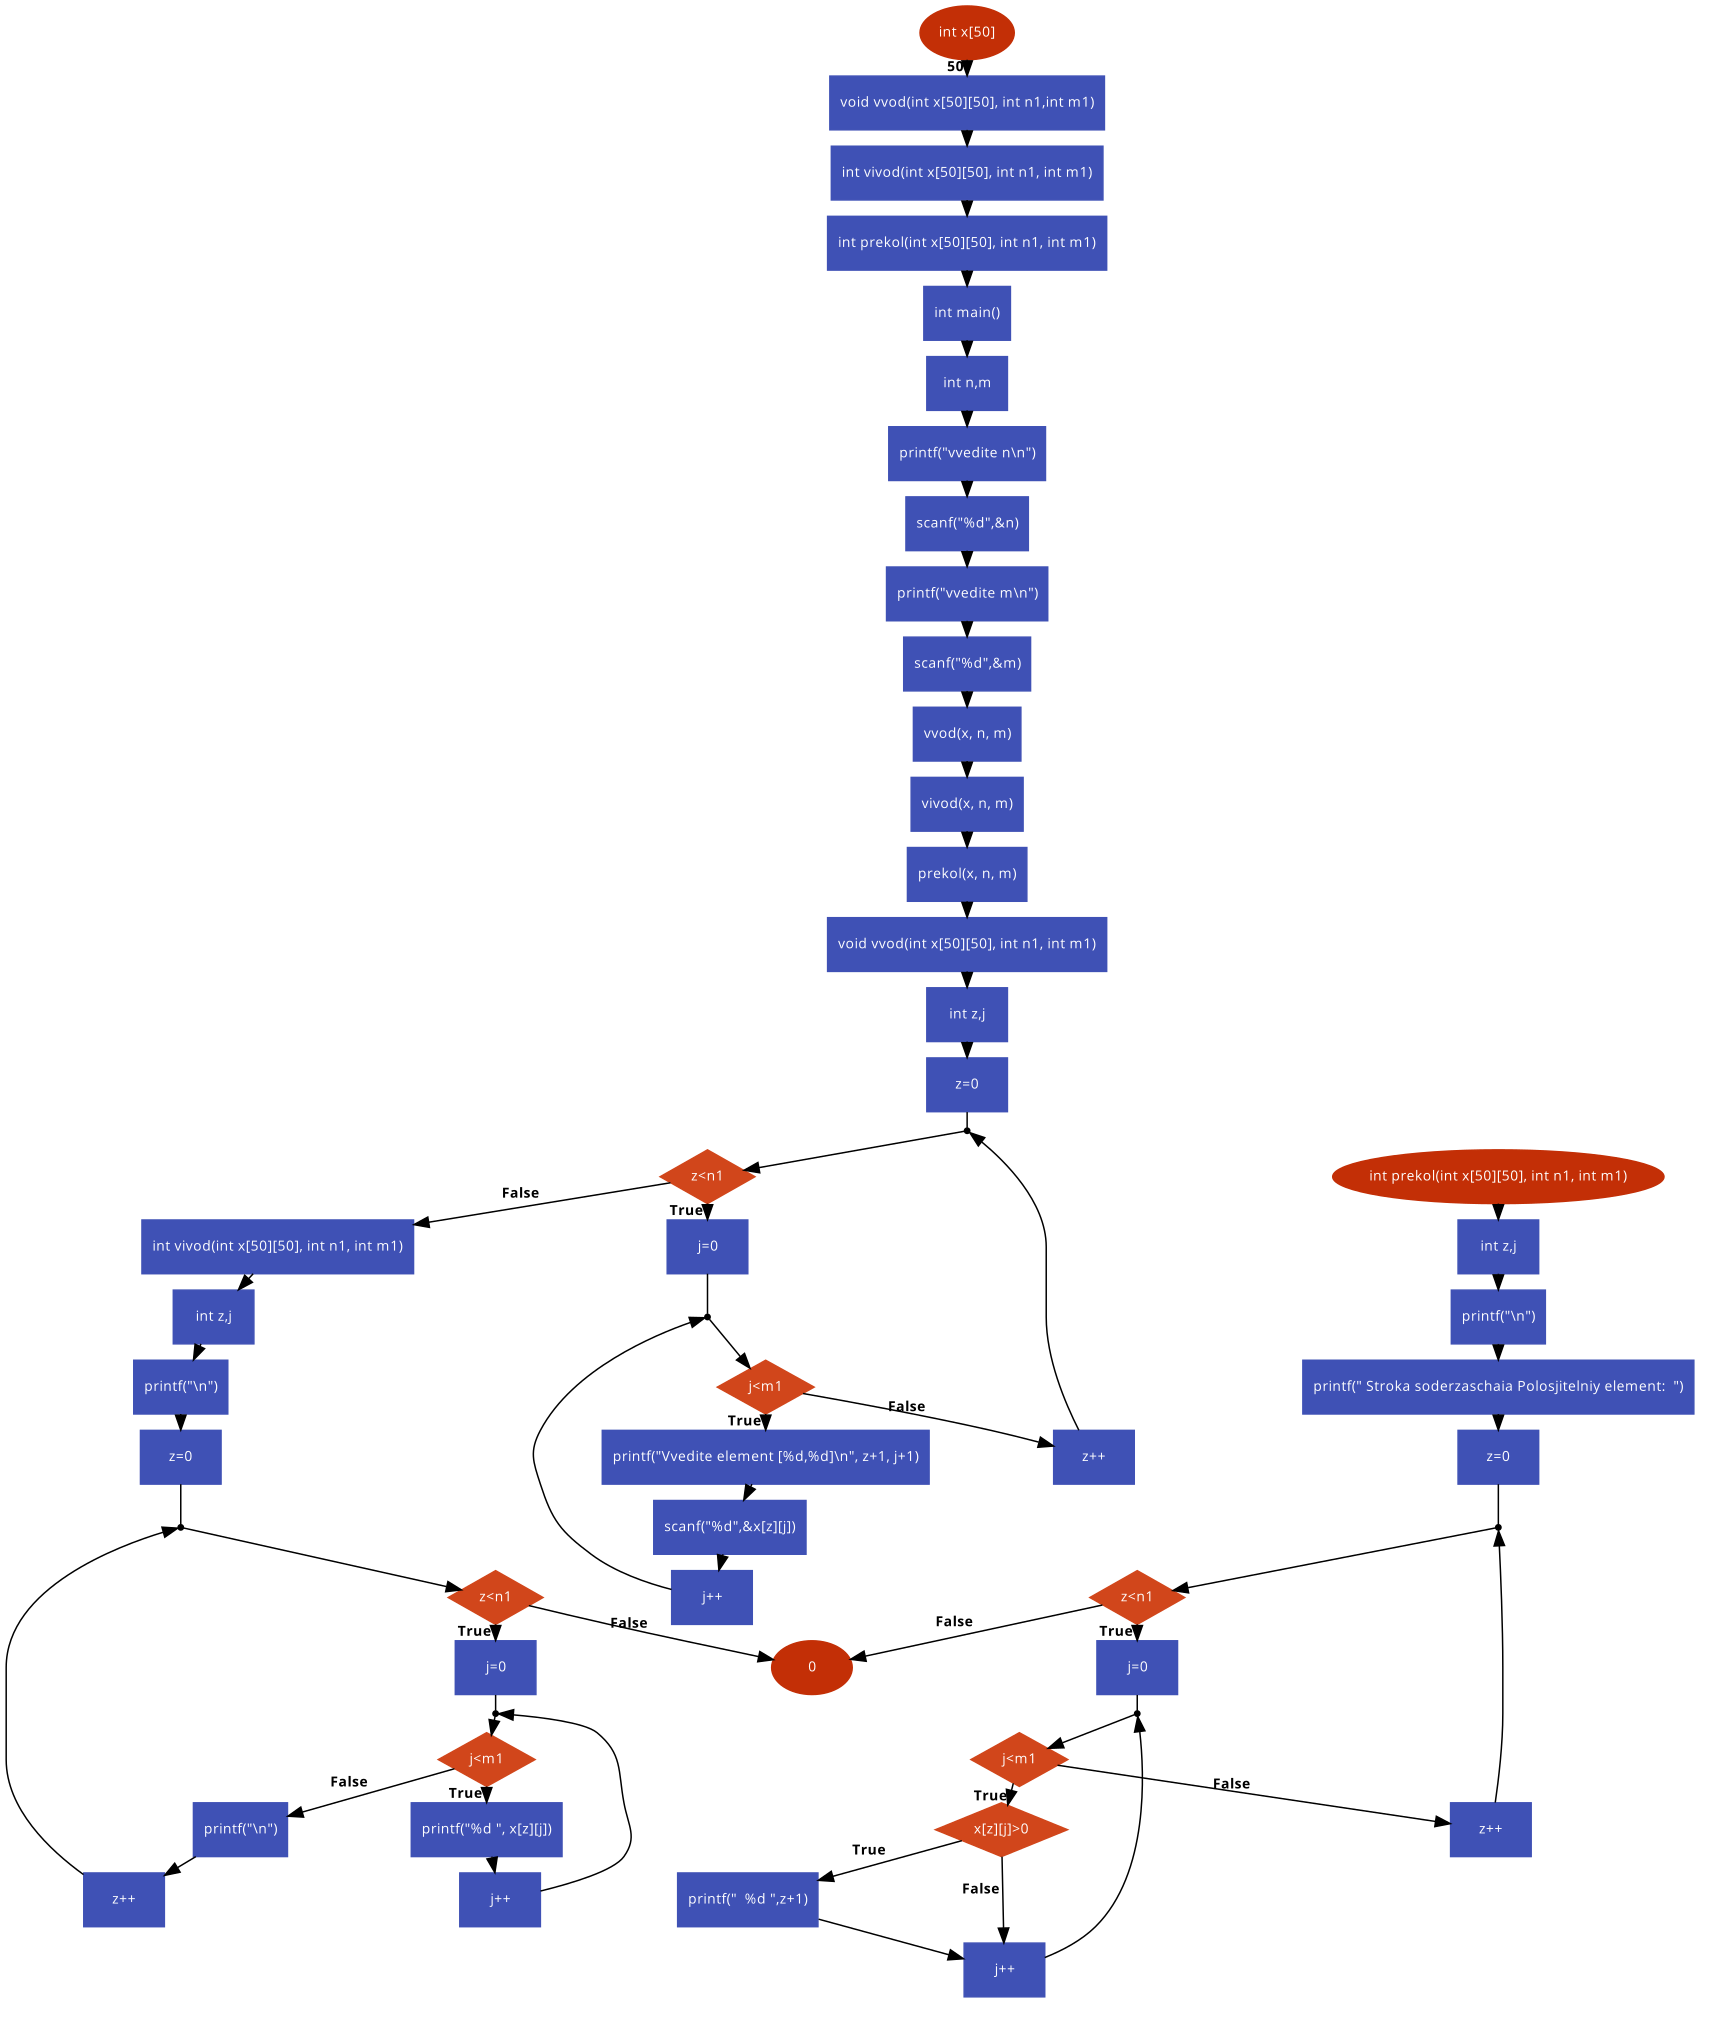 int x[50]
50
void vvod(int x[50][50], int n1,int m1)
int vivod(int x[50][50], int n1, int m1)
int prekol(int x[50][50], int n1, int m1)
int main()
int n,m
printf("vvedite n\n")
scanf("%d",&n)
printf("vvedite m\n")
scanf("%d",&m)
vvod(x, n, m)
vivod(x, n, m)
prekol(x, n, m)
void vvod(int x[50][50], int n1, int m1)
int z,j
z=0
z<n1
False
True
int vivod(int x[50][50], int n1, int m1)
int z,j
printf("\n")
z=0
j=0
j<m1
True
False
printf("Vvedite element [%d,%d]\n", z+1, j+1)
scanf("%d",&x[z][j])
j++
z++
z<n1
True
False
j=0
j<m1
False
True
printf("\n")
z++
printf("%d ", x[z][j])
j++
0
int prekol(int x[50][50], int n1, int m1)
int z,j
printf("\n")
printf(" Stroka soderzaschaia Polosjitelniy element:  ")
z=0
z<n1
False
True
j=0
j<m1
True
False
x[z][j]>0
True
False
printf("  %d ",z+1)
j++
z++